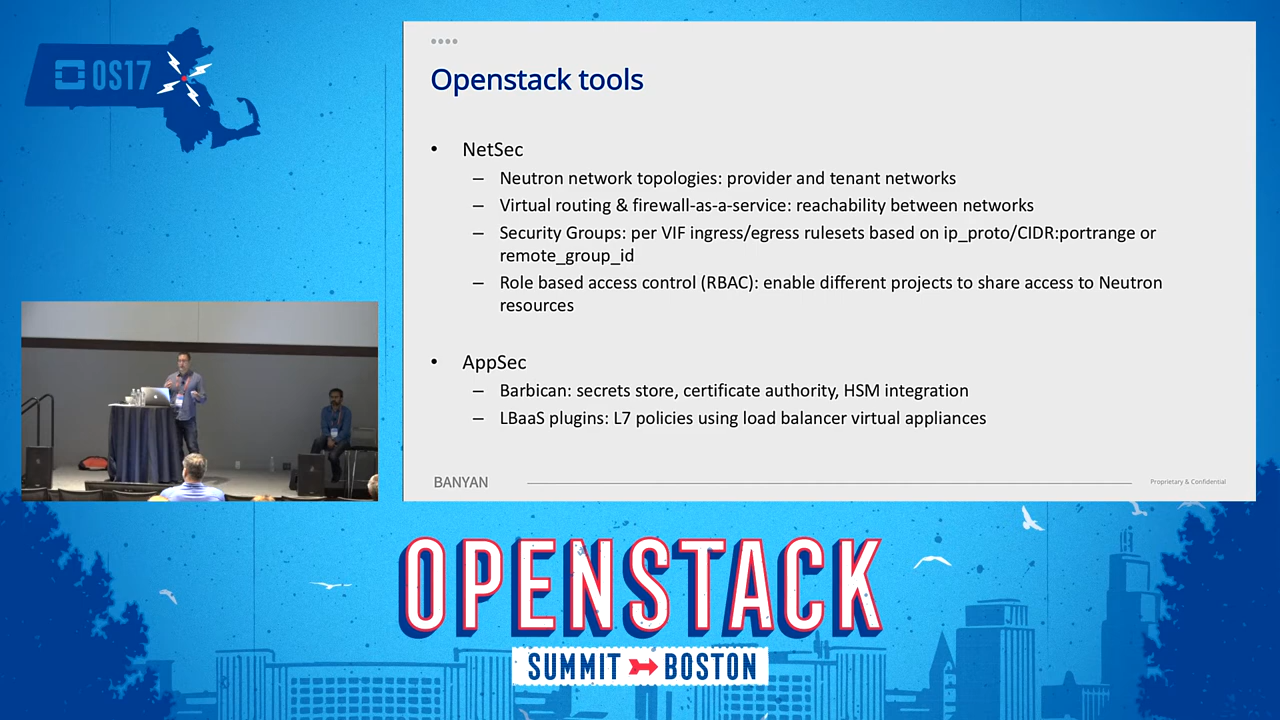 OS17
Openstack tools
• NetSec
– Neutron network topologies: provider and tenant networks
– Virtual routing & firewall-as-a-service: reachability between networks
– Security Groups: per VIF ingress/egress rulesets based on ip_proto/CIDR:portrange or
remote_group_id
– Role based access control (RBAC): enable different projects to share access to Neutron
resources
• AppSec
– Barbican: secrets store, certificate authority, HSM integration
– LBaaS plugins: L7 policies using load balancer virtual appliances
BANYAN
Proprietary & Confidential
OPENSTACK
SUMMIT BOSTON